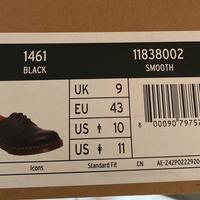 1461 11838002
BLACK SMOOTH
UK 9
EU 43
US 10
US 11
Icons Standard Fit CN